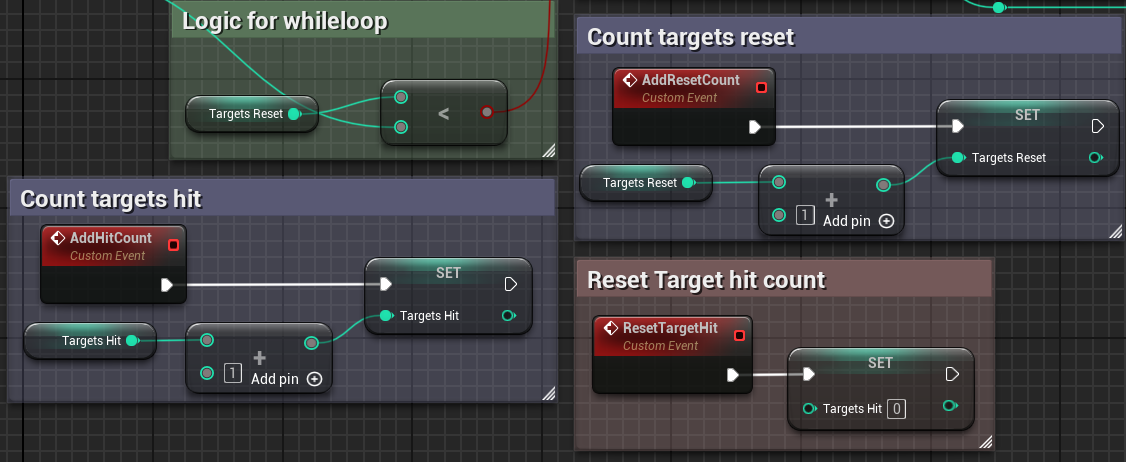 Logic for whileloop
Targets Reset
<
Count targets hit
AddHitCount
Custom Event
SET
Targets Hit
Targets Hit
+
1
Add pin
Count targets reset
AddResetCount
Custom Event
SET
Targets Reset
Targets Reset
+
1
Add pin
Reset Target hit count
ResetTargetHit
Custom Event
SET
Targets Hit 0